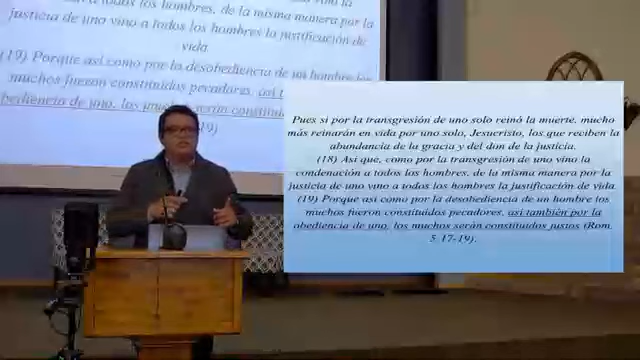 a todos los hombres, de la misma manera por la
justicia de uno vino a todos los hombres la justificación de
vida
(19) Porque así como por la desobediencia de un hombre los
muchos fueron constituidos pecadores,
obediencia de uno, los serán
19)
Pues si por la transgresión de uno solo reinó la muerte, mucho
más reinarán en vida por uno solo, Jesucristo, los que reciben la
abundancia de la gracia y del don de la justicia.
(18) Así que, como por la transgresión de uno vino la
condenación a todos los hombres, de la misma manera por la
justicia de uno vino a todos los hombres la justificación de vida.
(19) Porque así como por la desobediencia de un hombre los
muchos fueron constituidos pecadores, así también por la
obediencia de uno, los muchos serán constituidos justos (Rom.
5.17-19).